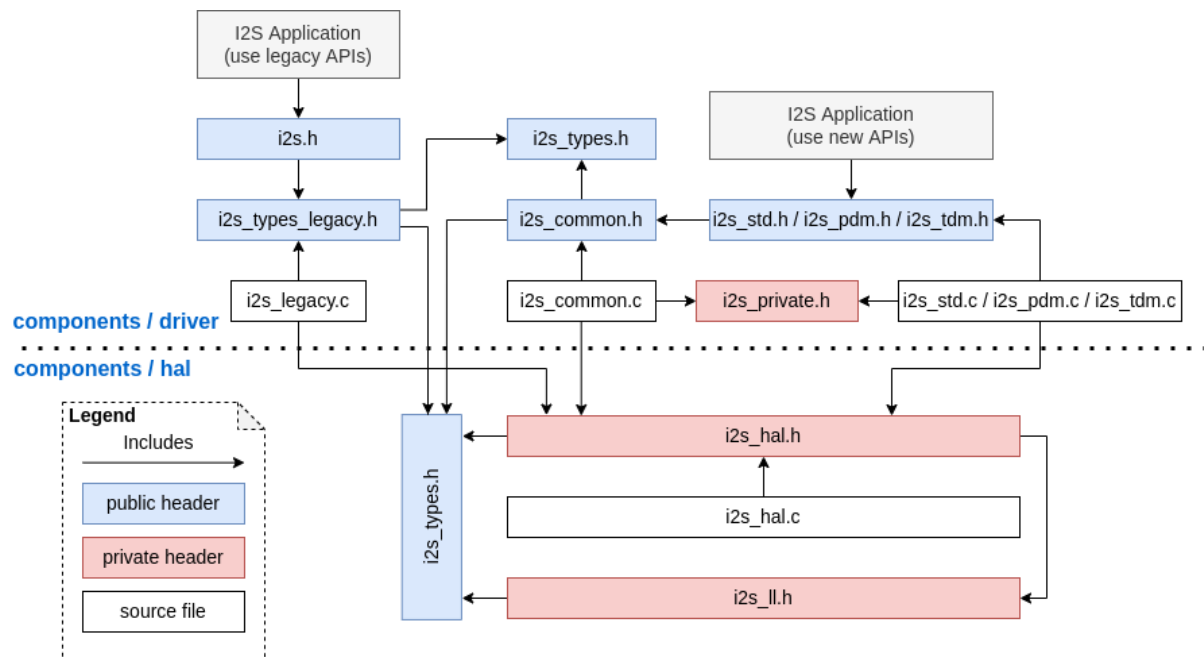 I2S Application
(use legacy APIs)
i2s.h
i2s_types.h
I2S Application
(use new APIs)
i2s_types_legacy.h
i2s_common.h
i2s_std.h / i2s_pdm.h / i2s_tdm.h
i2s_legacy.c
i2s_common.c
i2s_private.h
i2s_std.c / i2s_pdm.c / i2s_tdm.c
components / driver
components / hal
Legend
Includes
public header
private header
source file
i2s_types.h
i2s_hal.h
i2s_hal.c
i2s_ll.h